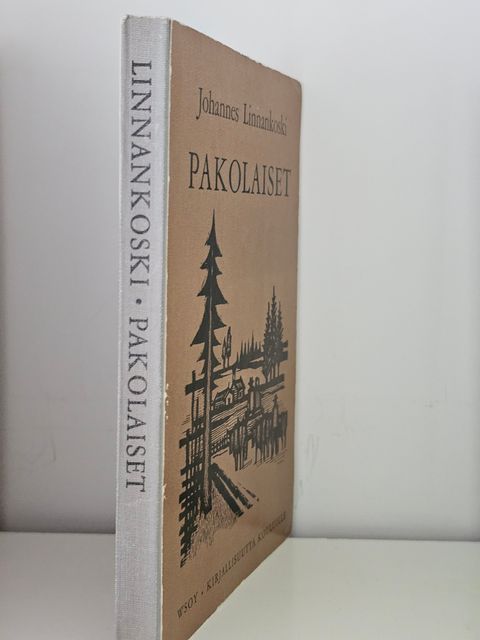 LINNANKOSKI • PAKOLAISET
Johannes Linnankoski
PAKOLAISET
WSOY • KIRJALLISUUTTA KOULUILLE